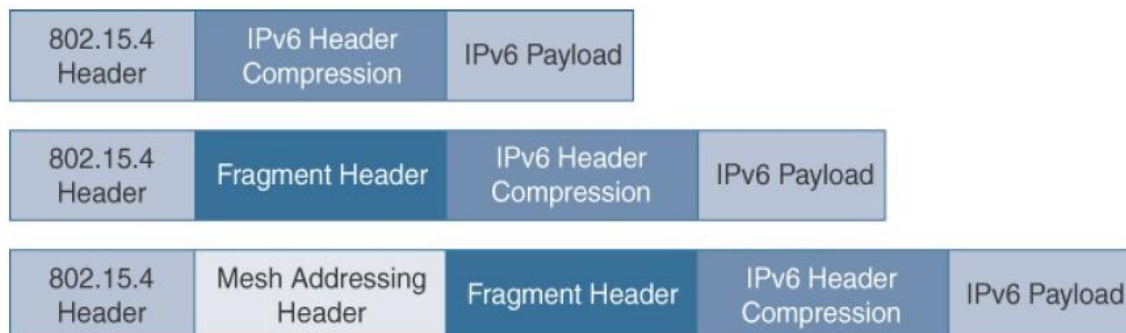 802.15.4 Header
IPv6 Header Compression
IPv6 Payload
802.15.4 Header
Fragment Header
IPv6 Header Compression
IPv6 Payload
802.15.4 Header
Mesh Addressing Header
Fragment Header
IPv6 Header Compression
IPv6 Payload